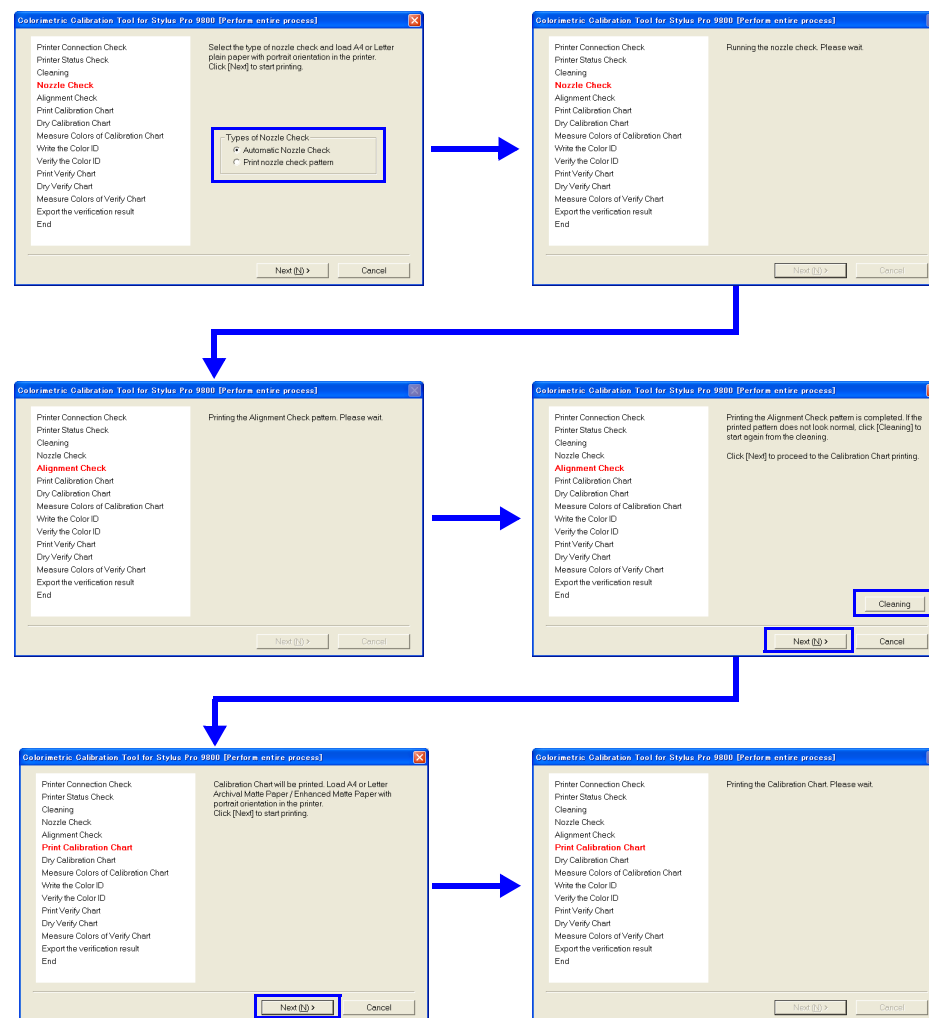 Colorimetric Calibration Tool for Stylus Pro 9800 [Perform entire process]
Printer Connection Check
Printer Status Check
Cleaning
Nozzle Check
Alignment Check
Print Calibration Chart
Dry Calibration Chart
Measure Colors of Calibration Chart
Write the Color ID
Verify the Color ID
Print Verify Chart
Dry Verify Chart
Measure Colors of Verify Chart
Export the verification result
End
Select the type of nozzle check and load A4 or Letter
plain paper with portrait orientation in the printer.
Click [Next] to start printing.
Types of Nozzle Check
Automatic Nozzle Check
Print nozzle check pattern
Next (N) >
Cancel
Colorimetric Calibration Tool for Stylus Pro 9800 [Perform entire process]
Printer Connection Check
Printer Status Check
Cleaning
Nozzle Check
Alignment Check
Print Calibration Chart
Dry Calibration Chart
Measure Colors of Calibration Chart
Write the Color ID
Verify the Color ID
Print Verify Chart
Dry Verify Chart
Measure Colors of Verify Chart
Export the verification result
End
Running the nozzle check. Please wait.
Next (N) >
Cancel
Colorimetric Calibration Tool for Stylus Pro 9800 [Perform entire process]
Printer Connection Check
Printer Status Check
Cleaning
Nozzle Check
Alignment Check
Print Calibration Chart
Dry Calibration Chart
Measure Colors of Calibration Chart
Write the Color ID
Verify the Color ID
Print Verify Chart
Dry Verify Chart
Measure Colors of Verify Chart
Export the verification result
End
Printing the Alignment Check pattern. Please wait.
Next (N) >
Cancel
Colorimetric Calibration Tool for Stylus Pro 9800 [Perform entire process]
Printer Connection Check
Printer Status Check
Cleaning
Nozzle Check
Alignment Check
Print Calibration Chart
Dry Calibration Chart
Measure Colors of Calibration Chart
Write the Color ID
Verify the Color ID
Print Verify Chart
Dry Verify Chart
Measure Colors of Verify Chart
Export the verification result
End
Printing the Alignment Check pattern is completed. If the
printed pattern does not look normal, click [Cleaning] to
start again from the cleaning.
Click [Next] to proceed to the Calibration Chart printing.
Cleaning
Next (N) >
Cancel
Colorimetric Calibration Tool for Stylus Pro 9800 [Perform entire process]
Printer Connection Check
Printer Status Check
Cleaning
Nozzle Check
Alignment Check
Print Calibration Chart
Dry Calibration Chart
Measure Colors of Calibration Chart
Write the Color ID
Verify the Color ID
Print Verify Chart
Dry Verify Chart
Measure Colors of Verify Chart
Export the verification result
End
Calibration Chart will be printed. Load A4 or Letter
Archival Matte Paper / Enhanced Matte Paper with
portrait orientation in the printer.
Click [Next] to start printing.
Next (N) >
Cancel
Colorimetric Calibration Tool for Stylus Pro 9800 [Perform entire process]
Printer Connection Check
Printer Status Check
Cleaning
Nozzle Check
Alignment Check
Print Calibration Chart
Dry Calibration Chart
Measure Colors of Calibration Chart
Write the Color ID
Verify the Color ID
Print Verify Chart
Dry Verify Chart
Measure Colors of Verify Chart
Export the verification result
End
Printing the Calibration Chart. Please wait.
Next (N) >
Cancel